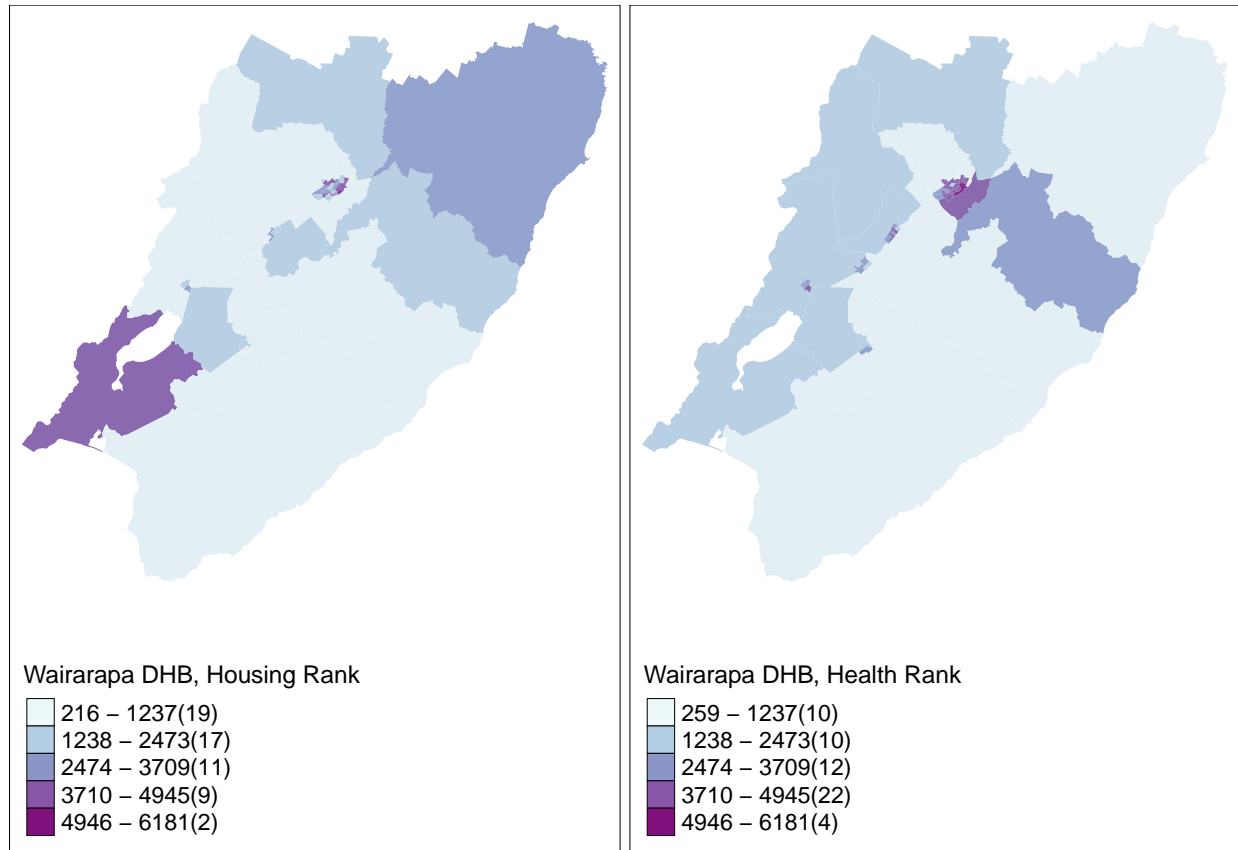 Wairarapa DHB, Housing Rank
216 – 1237(19)
1238 – 2473(17)
2474 – 3709(11)
3710 – 4945(9)
4946 – 6181(2)
Wairarapa DHB, Health Rank
259 – 1237(10)
1238 – 2473(10)
2474 – 3709(12)
3710 – 4945(22)
4946 – 6181(4)